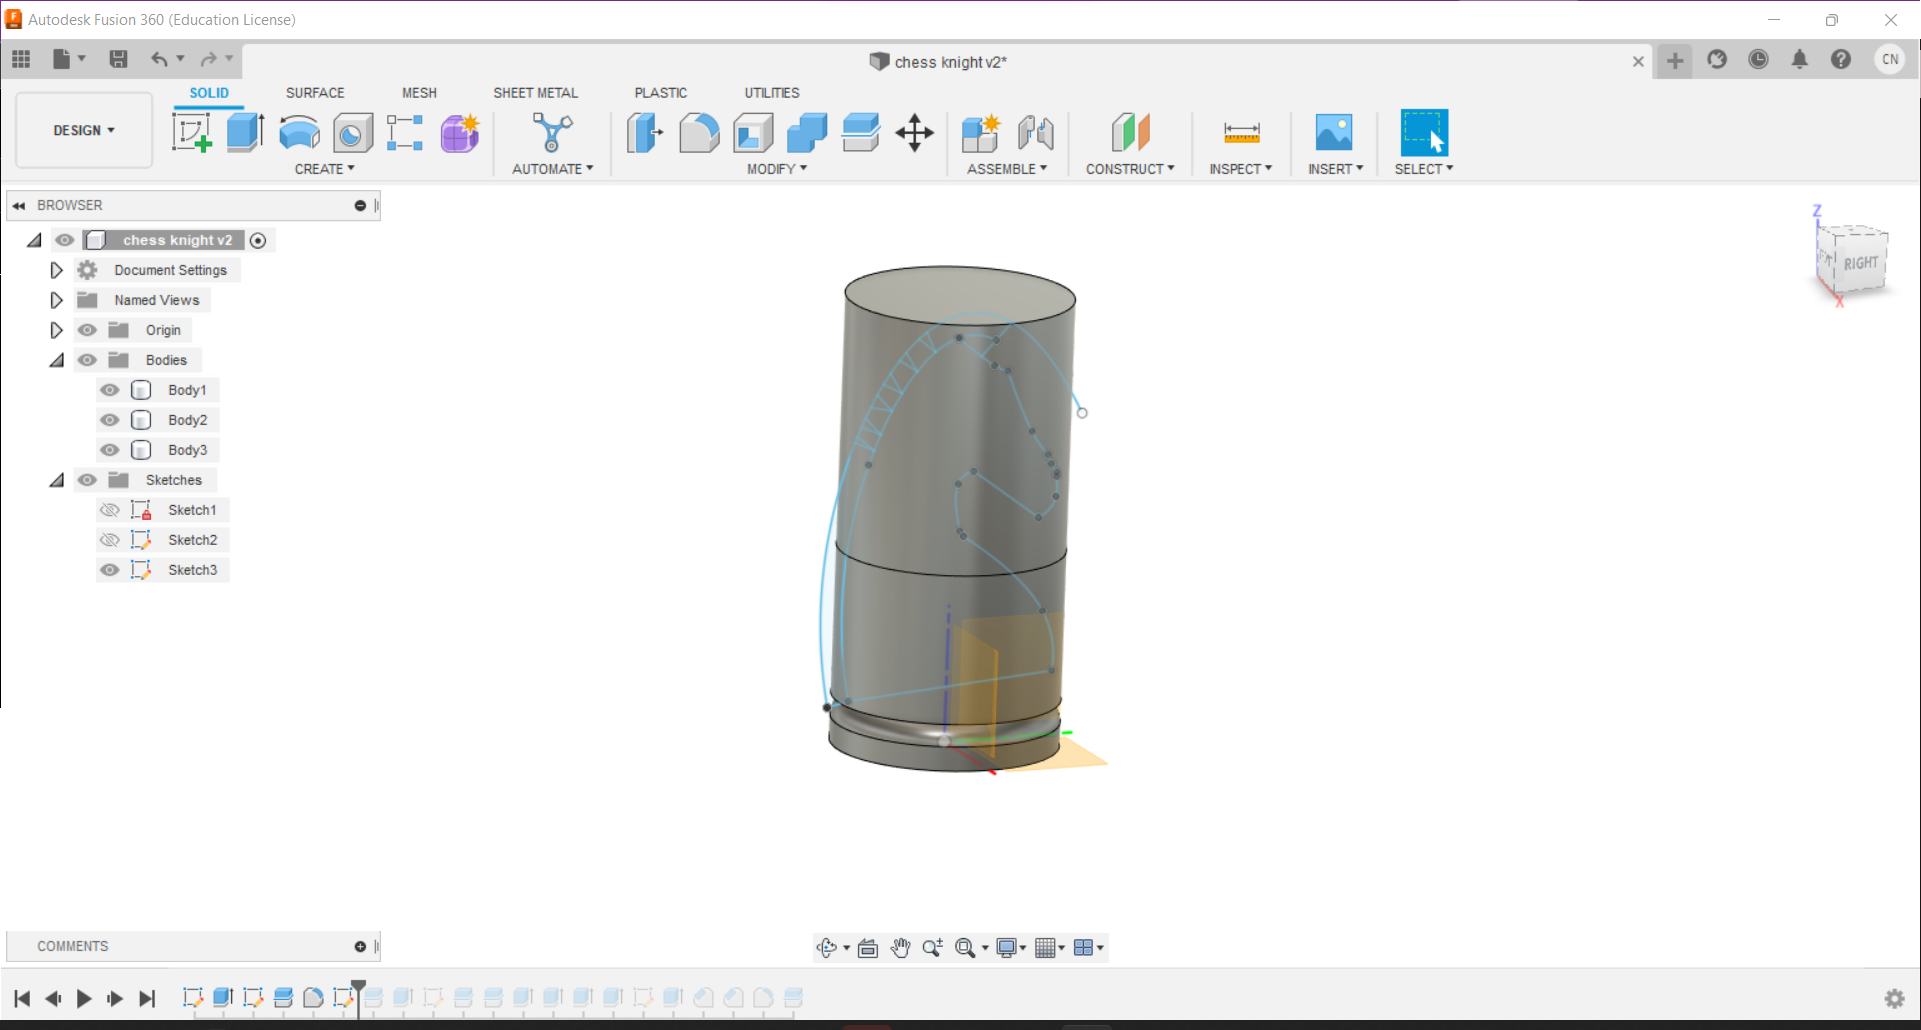 Autodesk Fusion 360 (Education License)
chess knight v2*
CN
DESIGN
SOLID SURFACE MESH SHEET METAL PLASTIC UTILITIES
CREATE AUTOMATE MODIFY ASSEMBLE CONSTRUCT INSPECT INSERT SELECT
BROWSER
chess knight v2
Document Settings
Named Views
Origin
Bodies
Body1
Body2
Body3
Sketches
Sketch1
Sketch2
Sketch3
Z
RIGHT
X
COMMENTS